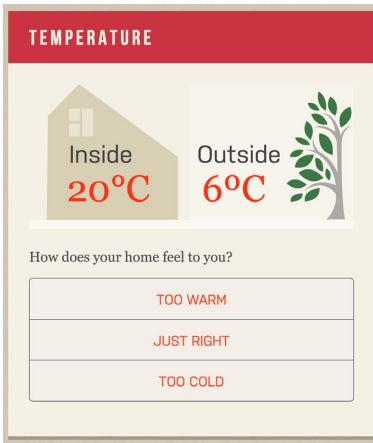 TEMPERATURE
Inside
20°C
Outside
6°C
How does your home feel to you?
TOO WARM
JUST RIGHT
TOO COLD